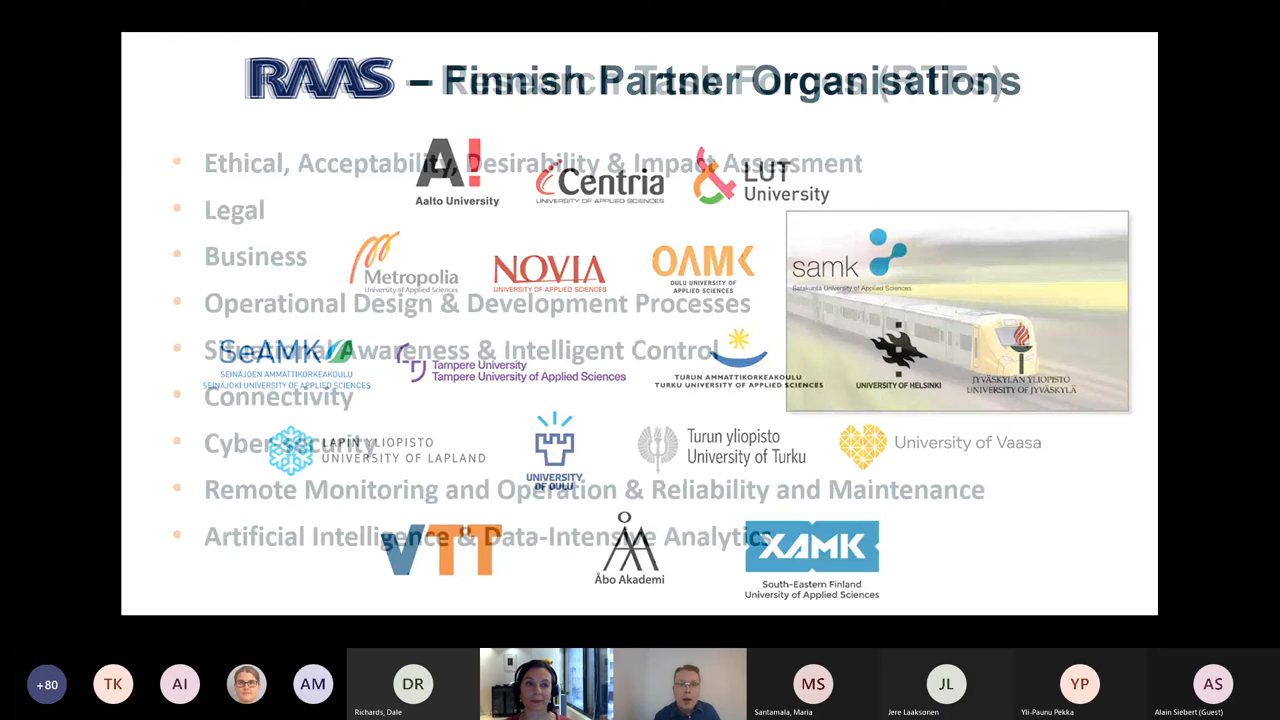 RAAS – Finnish Partner Organisations
Research Task Forces (RTFs)
Ethical, Acceptability, Desirability & Impact Assessment
A!
Aalto University
Centria
UNIVERSITY OF APPLIED SCIENCES
LUT
University
Legal
Business
Metropolia
University of Applied Sciences
NOVIA
UNIVERSITY OF APPLIED SCIENCES
OAMK
OULU UNIVERSITY OF
APPLIED SCIENCES
samk
Satakunta University of Applied Sciences
Operational Design & Development Processes
Situational Awareness & Intelligent Control
SeAMK
SEINÄJOEN AMMATTIKORKEAKOULU
SEINÄJOKI UNIVERSITY OF APPLIED SCIENCES
Tampere University
Tampere University of Applied Sciences
TURUN AMMATTIKORKEAKOULU
TURKU UNIVERSITY OF APPLIED SCIENCES
UNIVERSITY OF HELSINKI
JYVÄSKYLÄN YLIOPISTO
UNIVERSITY OF JYVÄSKYLÄ
Connectivity
Cyber security
LAPIN YLIOPISTO
UNIVERSITY OF LAPLAND
UNIVERSITY
OF OULU
Turun yliopisto
University of Turku
University of Vaasa
Remote Monitoring and Operation & Reliability and Maintenance
Artificial Intelligence & Data-Intensive Analytics
VTT
Åbo Akademi
XAMK
South-Eastern Finland
University of Applied Sciences
+80
TK
AI
AM
DR
Richards, Dale
MS
Santamala, Maria
JL
Jere Laaksonen
YP
Yli-Paunu Pekka
AS
Alain Siebert (Guest)